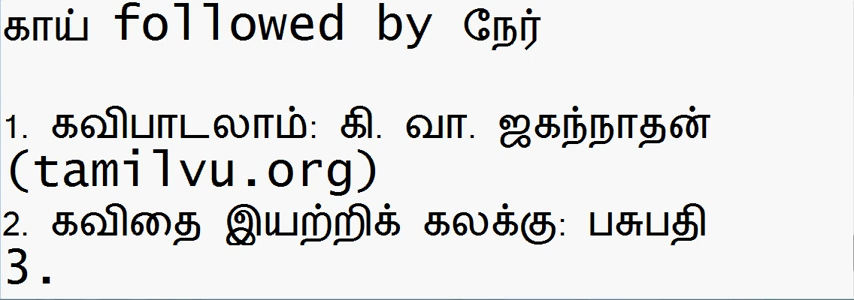 காய் followed by நேர்
1. கவிபாடலாம்: கி. வா. ஜகந்நாதன்
(tamilvu.org)
2. கவிதை இயற்றிக் கலக்கு: பசுபதி
3.